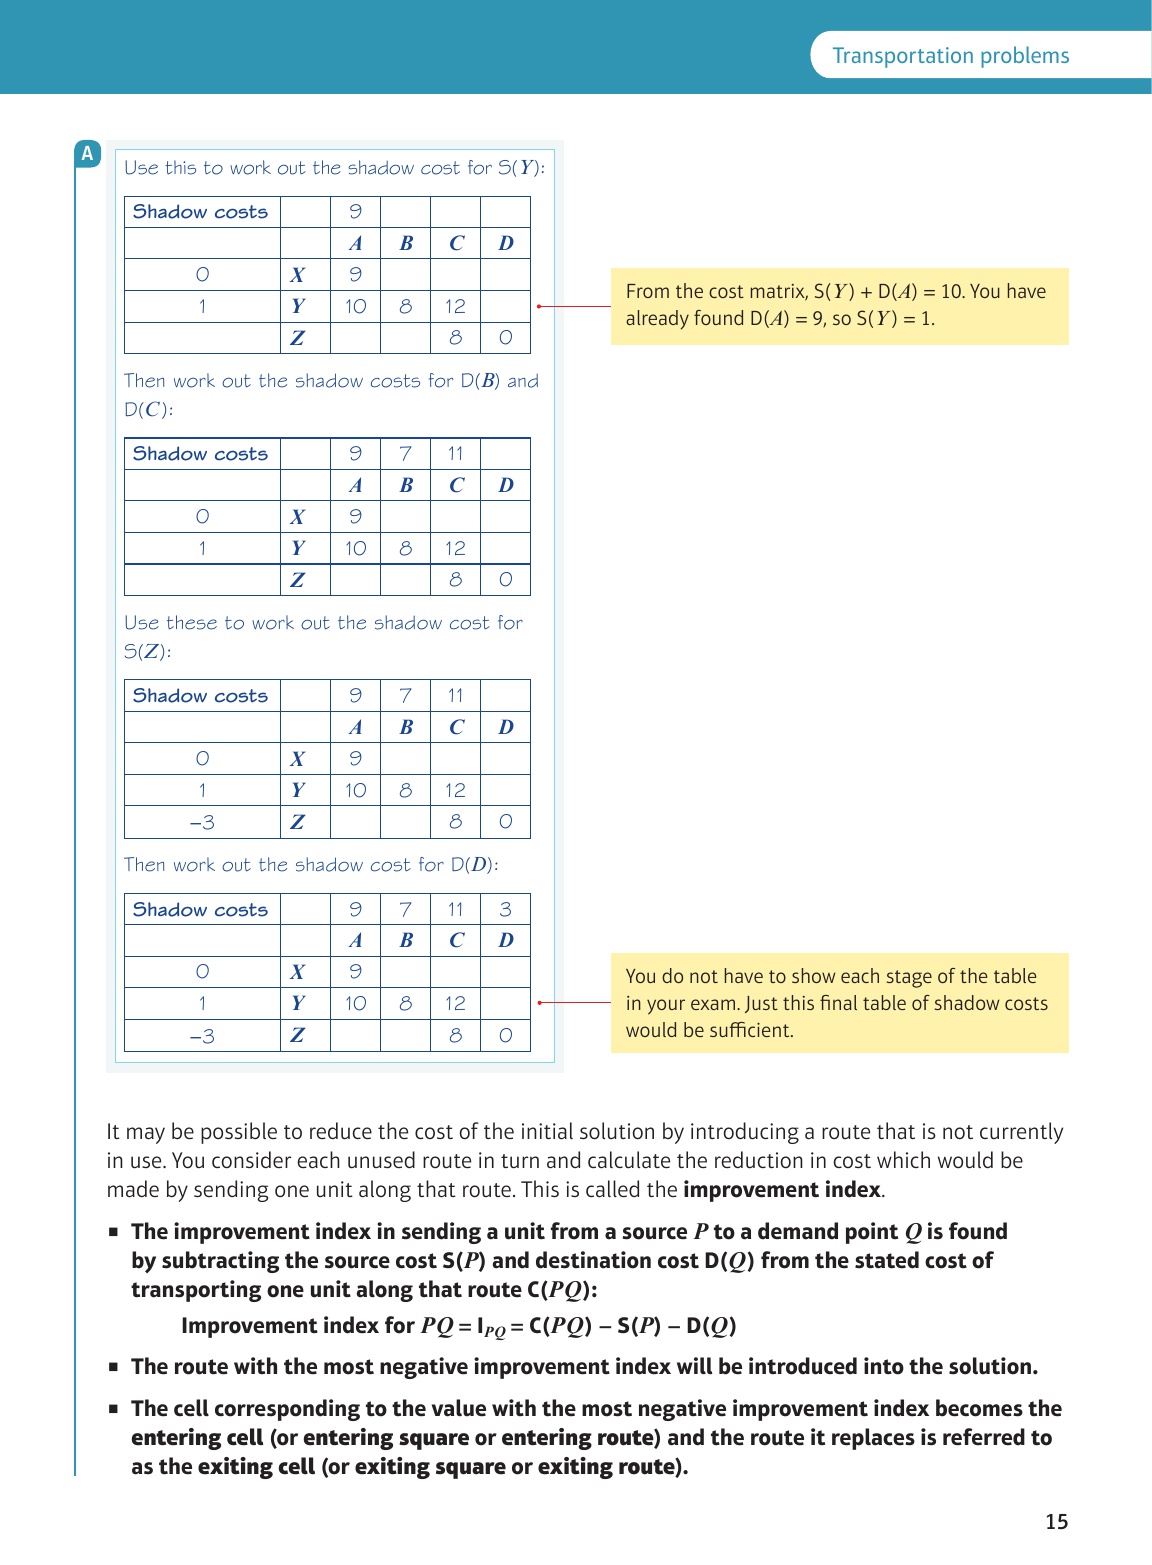 Transportation problems
A
Use this to work out the shadow cost for S(Y):
Shadow costs 9
A B C D
0 X 9
1 Y 10 8 12
Z 8 0
From the cost matrix, S(Y) + D(A) = 10. You have
already found D(A) = 9, so S(Y) = 1.
Then work out the shadow costs for D(B) and
D(C):
Shadow costs 9 7 11
A B C D
0 X 9
1 Y 10 8 12
Z 8 0
Use these to work out the shadow cost for
S(Z):
Shadow costs 9 7 11
A B C D
0 X 9
1 Y 10 8 12
–3 Z 8 0
Then work out the shadow cost for D(D):
Shadow costs 9 7 11 3
A B C D
0 X 9
1 Y 10 8 12
–3 Z 8 0
You do not have to show each stage of the table
in your exam. Just this final table of shadow costs
would be sufficient.
It may be possible to reduce the cost of the initial solution by introducing a route that is not currently
in use. You consider each unused route in turn and calculate the reduction in cost which would be
made by sending one unit along that route. This is called the improvement index.
▪ The improvement index in sending a unit from a source P to a demand point Q is found
by subtracting the source cost S(P) and destination cost D(Q) from the stated cost of
transporting one unit along that route C(PQ):
Improvement index for PQ = I_PQ = C(PQ) – S(P) – D(Q)
▪ The route with the most negative improvement index will be introduced into the solution.
▪ The cell corresponding to the value with the most negative improvement index becomes the
entering cell (or entering square or entering route) and the route it replaces is referred to
as the exiting cell (or exiting square or exiting route).
15